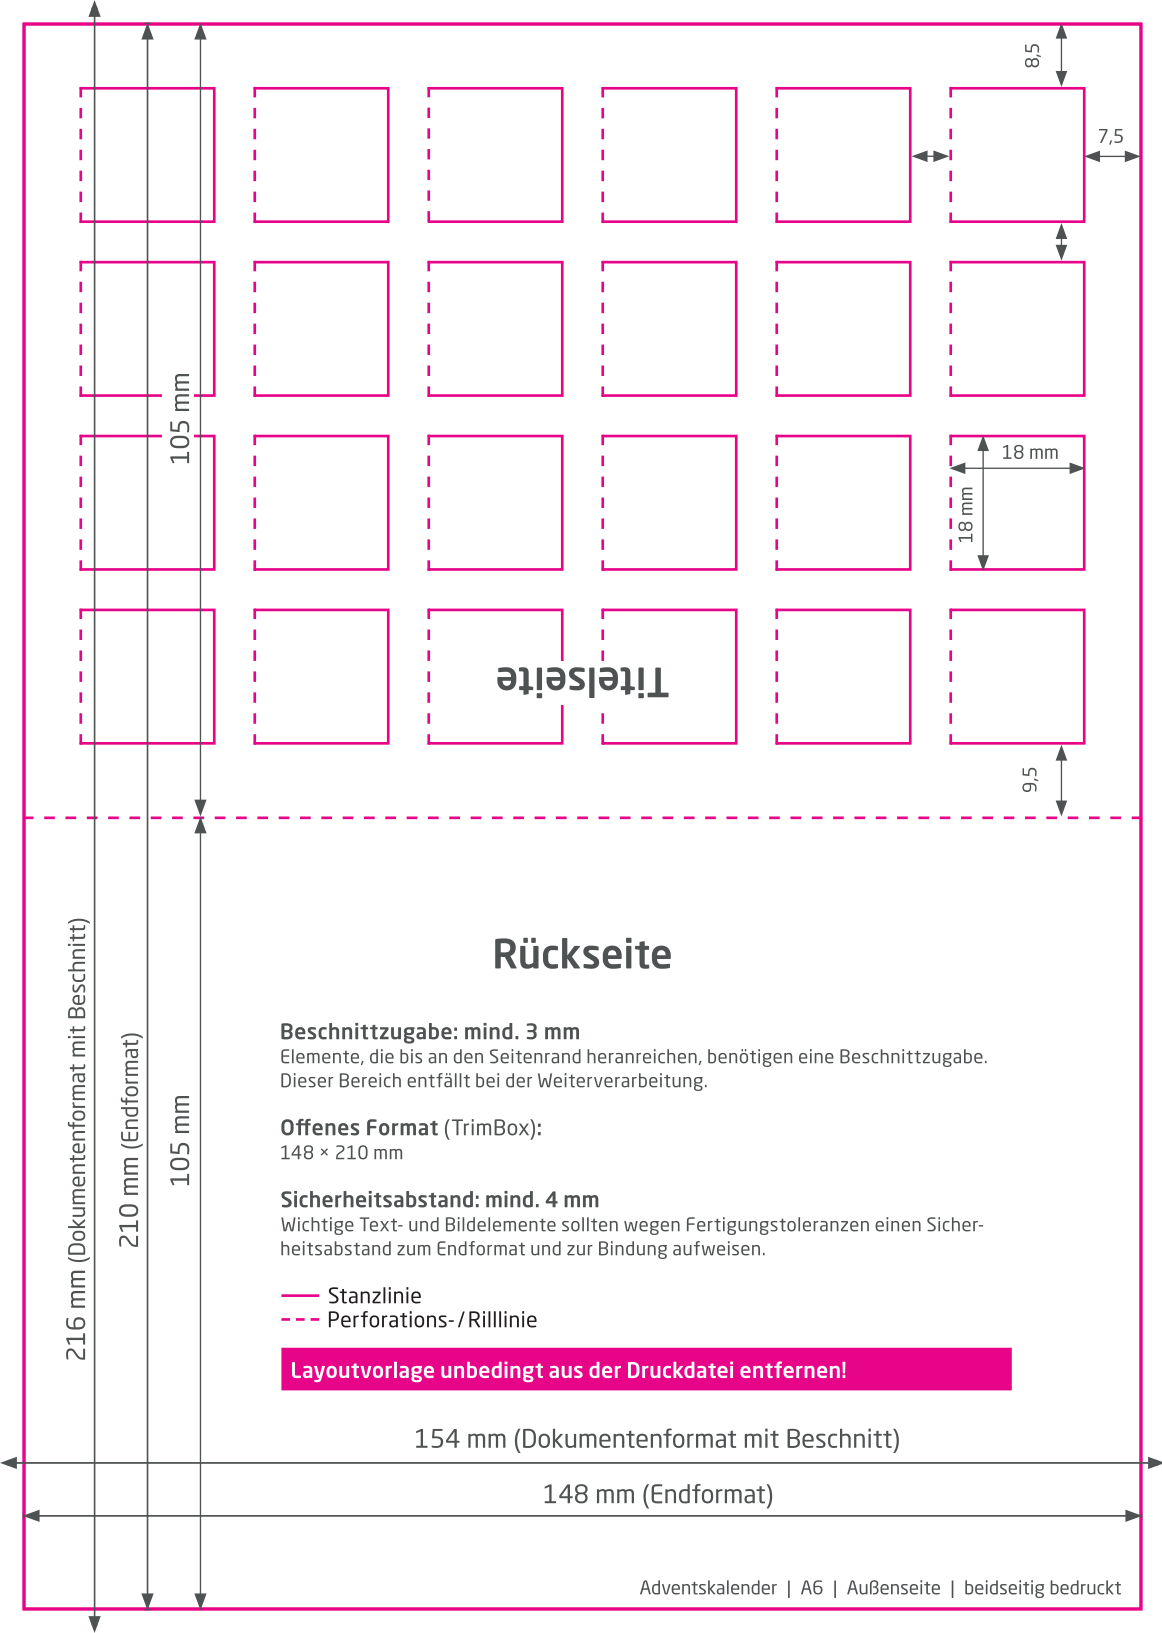 8,5
7,5
105 mm
18 mm
18 mm
Titelseite
9,5
Rückseite
216 mm (Dokumentenformat mit Beschnitt)
210 mm (Endformat)
105 mm
Beschnittzugabe: mind. 3 mm
Elemente, die bis an den Seitenrand heranreichen, benötigen eine Beschnittzugabe.
Dieser Bereich entfällt bei der Weiterverarbeitung.
Offenes Format (TrimBox):
148 × 210 mm
Sicherheitsabstand: mind. 4 mm
Wichtige Text- und Bildelemente sollten wegen Fertigungstoleranzen einen Sicher-
heitsabstand zum Endformat und zur Bindung aufweisen.
Stanzlinie
Perforations- / Rilllinie
Layoutvorlage unbedingt aus der Druckdatei entfernen!
154 mm (Dokumentenformat mit Beschnitt)
148 mm (Endformat)
Adventskalender | A6 | Außenseite | beidseitig bedruckt